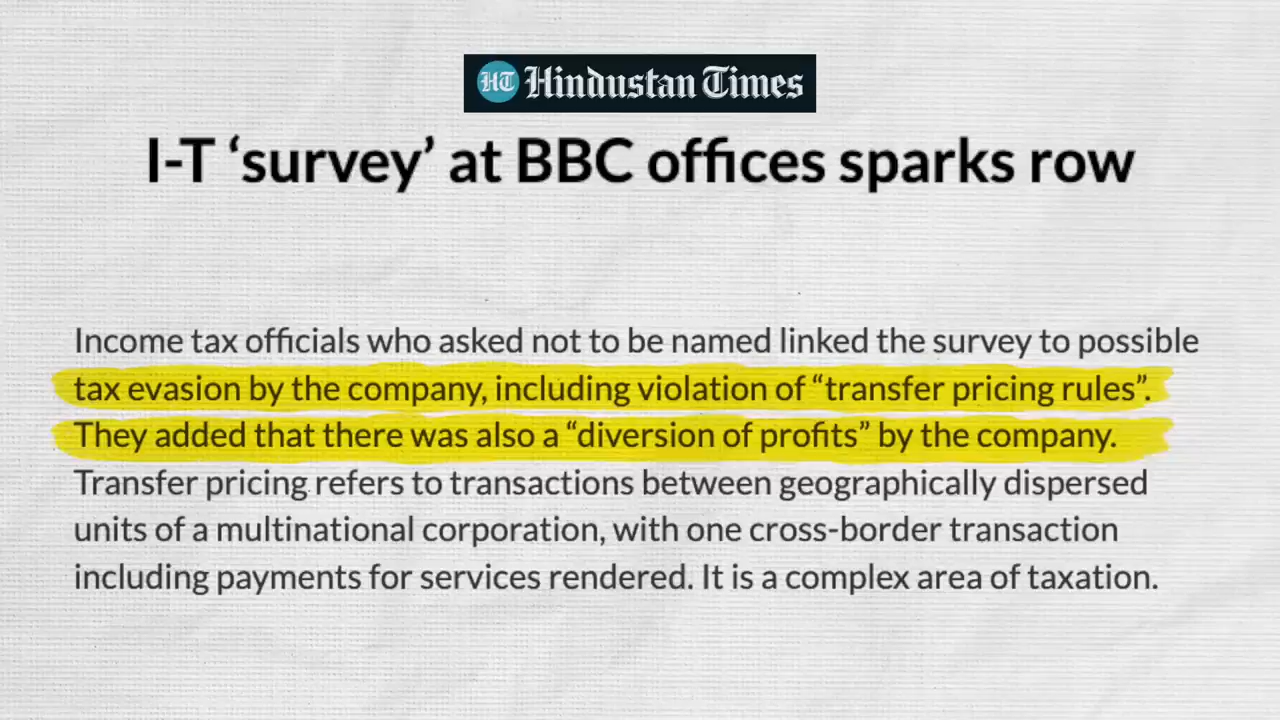 HT Hindustan Times
I-T ‘survey’ at BBC offices sparks row
Income tax officials who asked not to be named linked the survey to possible
tax evasion by the company, including violation of “transfer pricing rules”.
They added that there was also a “diversion of profits” by the company.
Transfer pricing refers to transactions between geographically dispersed
units of a multinational corporation, with one cross-border transaction
including payments for services rendered. It is a complex area of taxation.